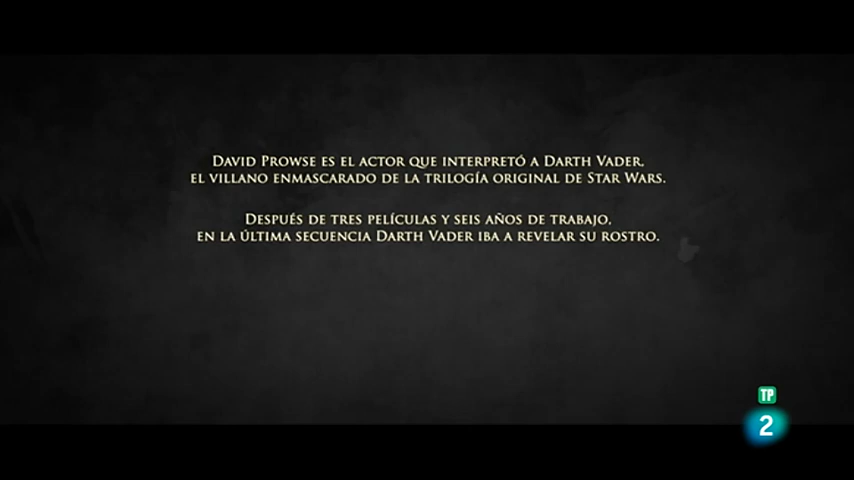 David Prowse es el actor que interpretó a Darth Vader,
el villano enmascarado de la trilogía original de Star Wars.
Después de tres películas y seis años de trabajo,
en la última secuencia Darth Vader iba a revelar su rostro.
TP
2